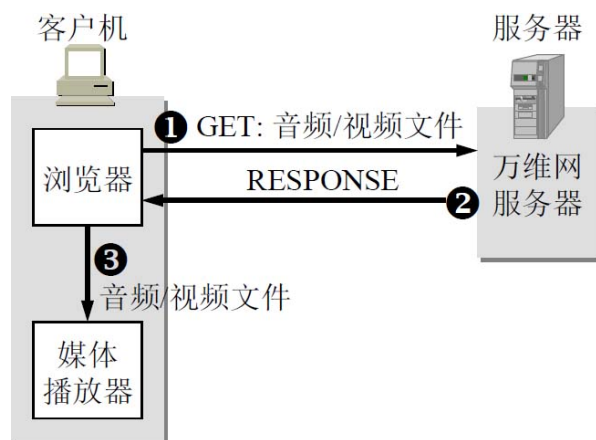 客户机
服务器
❶ GET: 音频/视频文件
浏览器
RESPONSE
❷
万维网
服务器
❸
音频/视频文件
媒体
播放器